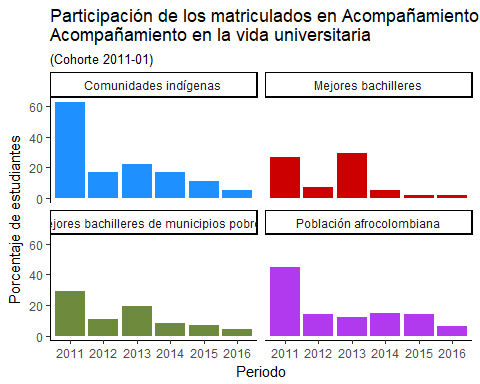 Participación de los matriculados en Acompañamiento
Acompañamiento en la vida universitaria
(Cohorte 2011-01)
Comunidades indígenas
Mejores bachilleres
60
40
20
0
ejores bachilleres de municipios pobre
Población afrocolombiana
60
40
20
0
2011 2012 2013 2014 2015 2016
2011 2012 2013 2014 2015 2016
Porcentaje de estudiantes
Periodo